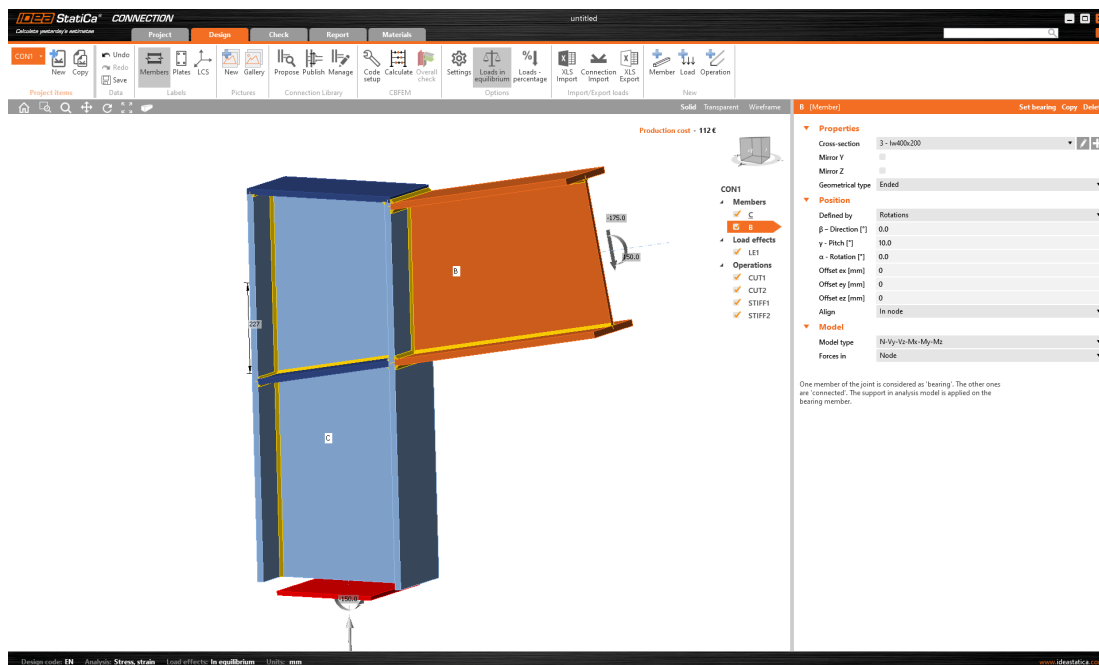 IDEA StatiCa® CONNECTION
untitled
Calculate yesterday's estimates
Project Design Check Report Materials
CON1
New Copy
Undo
Redo
Save
Members Plates LCS
New Gallery
Propose Publish Manage
Code setup Calculate Overall check
Settings Loads in equilibrium Loads - percentage
XLS Import Connection Import XLS Export
Member Load Operation
Project items Data Labels Pictures Connection Library CBFEM Options Import/Export loads New
Solid Transparent Wireframe
Production cost - 112 €
CON1
Members
C
B
Load effects
LE1
Operations
CUT1
CUT2
STIFF1
STIFF2
-175.0
B
227
C
-150.0
B [Member] Set bearing Copy
Properties
Cross-section 3 - Iw400x200
Mirror Y
Mirror Z
Geometrical type Ended
Position
Defined by Rotations
β – Direction [°] 0.0
γ - Pitch [°] 10.0
α - Rotation [°] 0.0
Offset ex [mm] 0
Offset ey [mm] 0
Offset ez [mm] 0
Align In node
Model
Model type N-Vy-Vz-Mx-My-Mz
Forces in Node
One member of the joint is considered as 'bearing'. The other ones
are 'connected'. The support in analysis model is applied on the
bearing member.
Design code: EN Analysis: Stress, strain Load effects: In equilibrium Units: mm